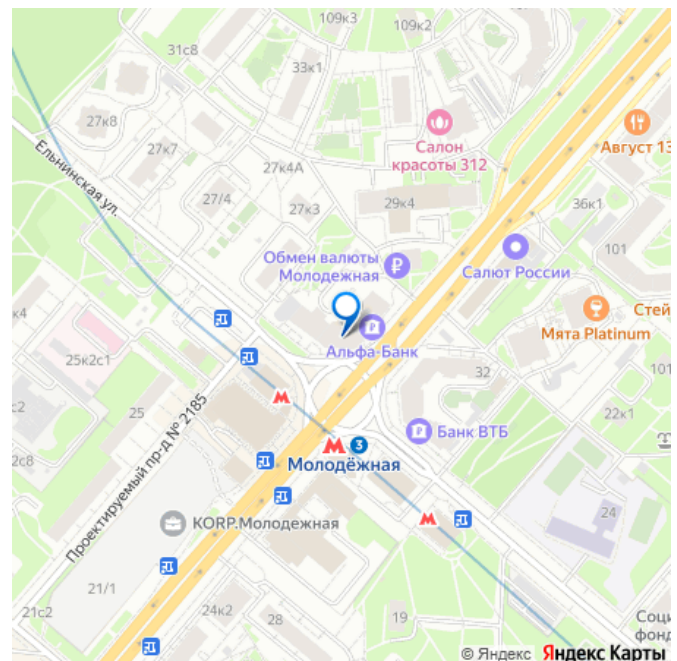 109к3
109к2
31с8
33к1
27к8
Салон
красоты 312
Август 13
27к7
Ельнинская ул.
27к4А
27/4
27к3
29к4
36к1
101
Обмен валюты
Молодежная
Салют России
Стей
Мята Platinum
к4
Альфа-Банк
25к2с1
32
101
25
с2
22к1
Банк ВТБ
3
Молодёжная
2с8
Проектируемый пр-д № 2185
24
KORP.Молодежная
21/1
21с2
24к2
28
19
Соци
фонд
© Яндекс Яндекс Карты